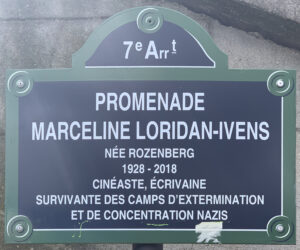 7e Arrt
PROMENADE
MARCELINE LORIDAN-IVENS
NÉE ROZENBERG
1928 - 2018
CINÉASTE, ÉCRIVAINE
SURVIVANTE DES CAMPS D'EXTERMINATION
ET DE CONCENTRATION NAZIS